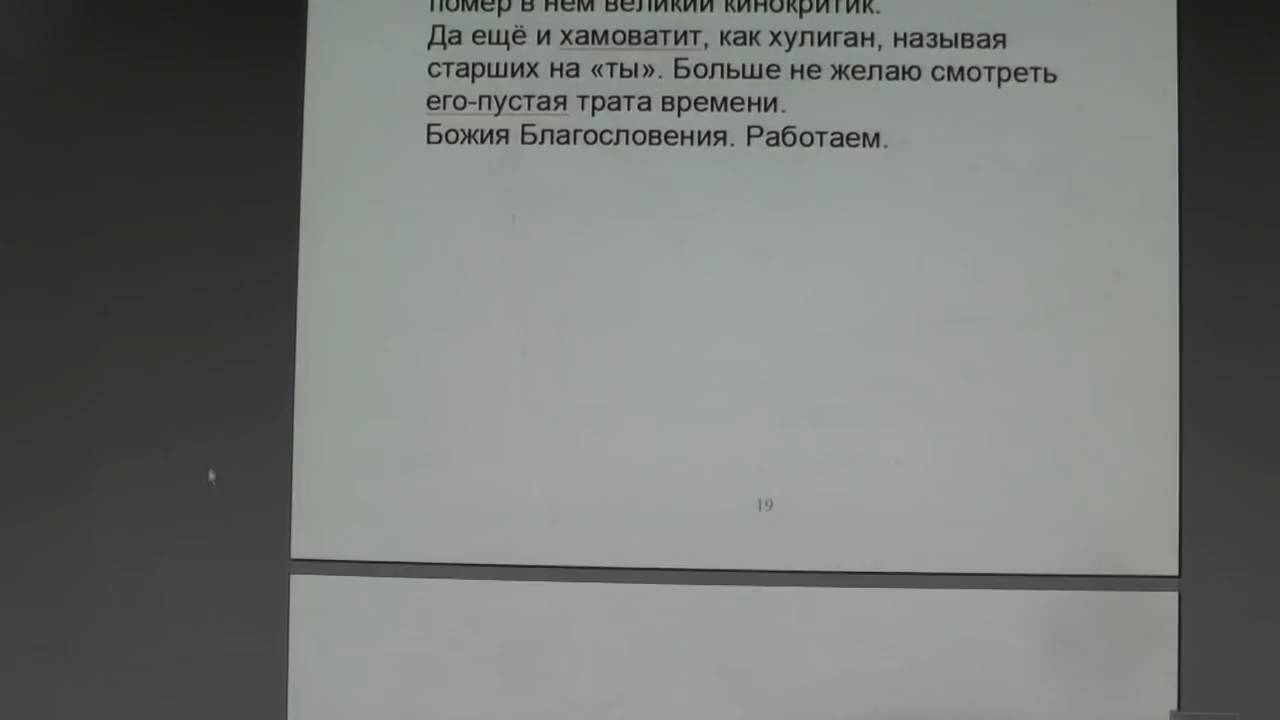 помер в нем великий кинокритик.
Да ещё и хамоватит, как хулиган, называя
старших на «ты». Больше не желаю смотреть
его-пустая трата времени.
Божия Благословения. Работаем.
19